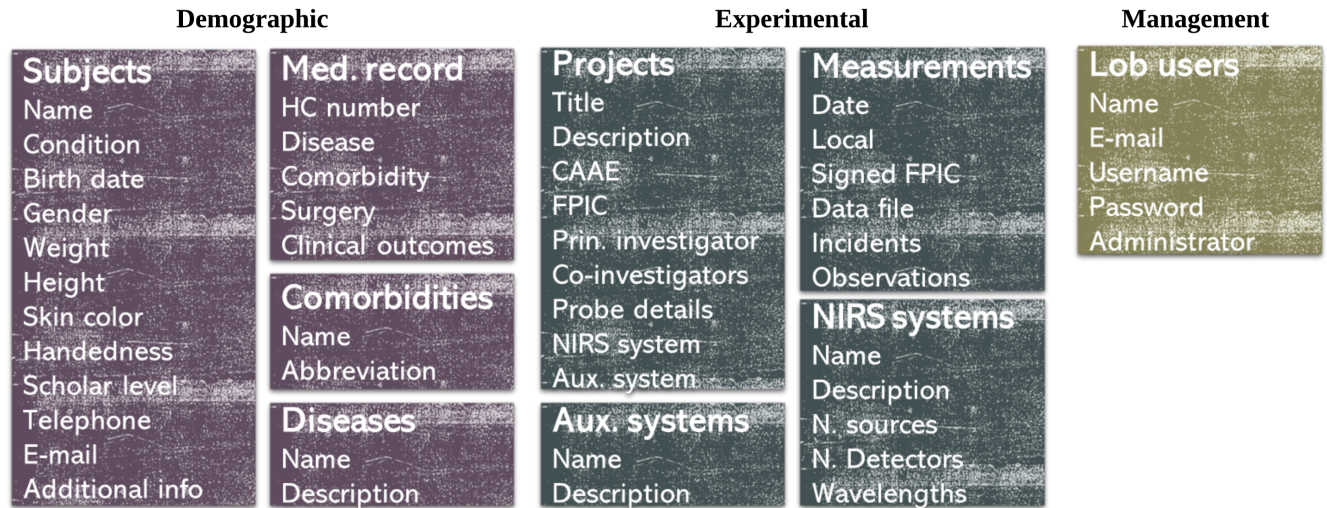 Demographic
Experimental
Management
Subjects
Name
Condition
Birth date
Gender
Weight
Height
Skin color
Handedness
Scholar level
Telephone
E-mail
Additional info
Med. record
HC number
Disease
Comorbidity
Surgery
Clinical outcomes
Comorbidities
Name
Abbreviation
Diseases
Name
Description
Projects
Title
Description
CAAE
FPIC
Prin. investigator
Co-investigators
Probe details
NIRS system
Aux. system
Aux. systems
Name
Description
Measurements
Date
Local
Signed FPIC
Data file
Incidents
Observations
NIRS systems
Name
Description
N. sources
N. Detectors
Wavelengths
Lob users
Name
E-mail
Username
Password
Administrator